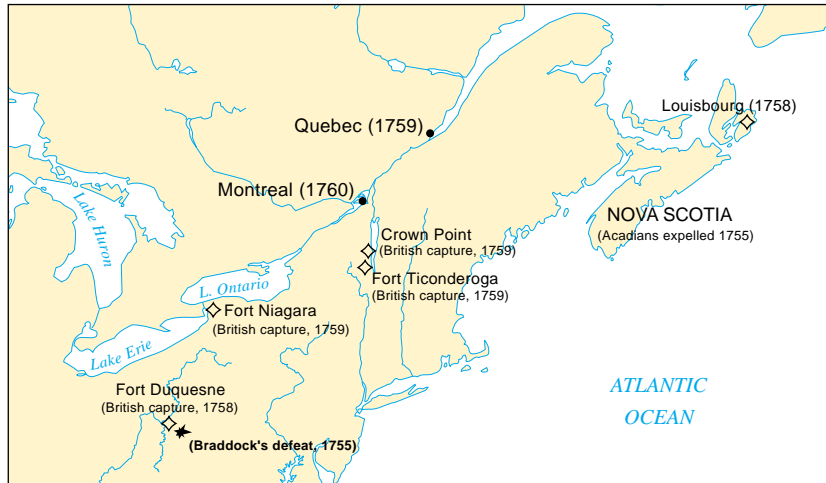 Louisbourg (1758)
Quebec (1759)
Montreal (1760)
Lake Huron
NOVA SCOTIA
(Acadians expelled 1755)
Crown Point
(British capture, 1759)
Fort Ticonderoga
(British capture, 1759)
L. Ontario
Fort Niagara
(British capture, 1759)
Lake Erie
Fort Duquesne
(British capture, 1758)
(Braddock's defeat, 1755)
ATLANTIC
OCEAN